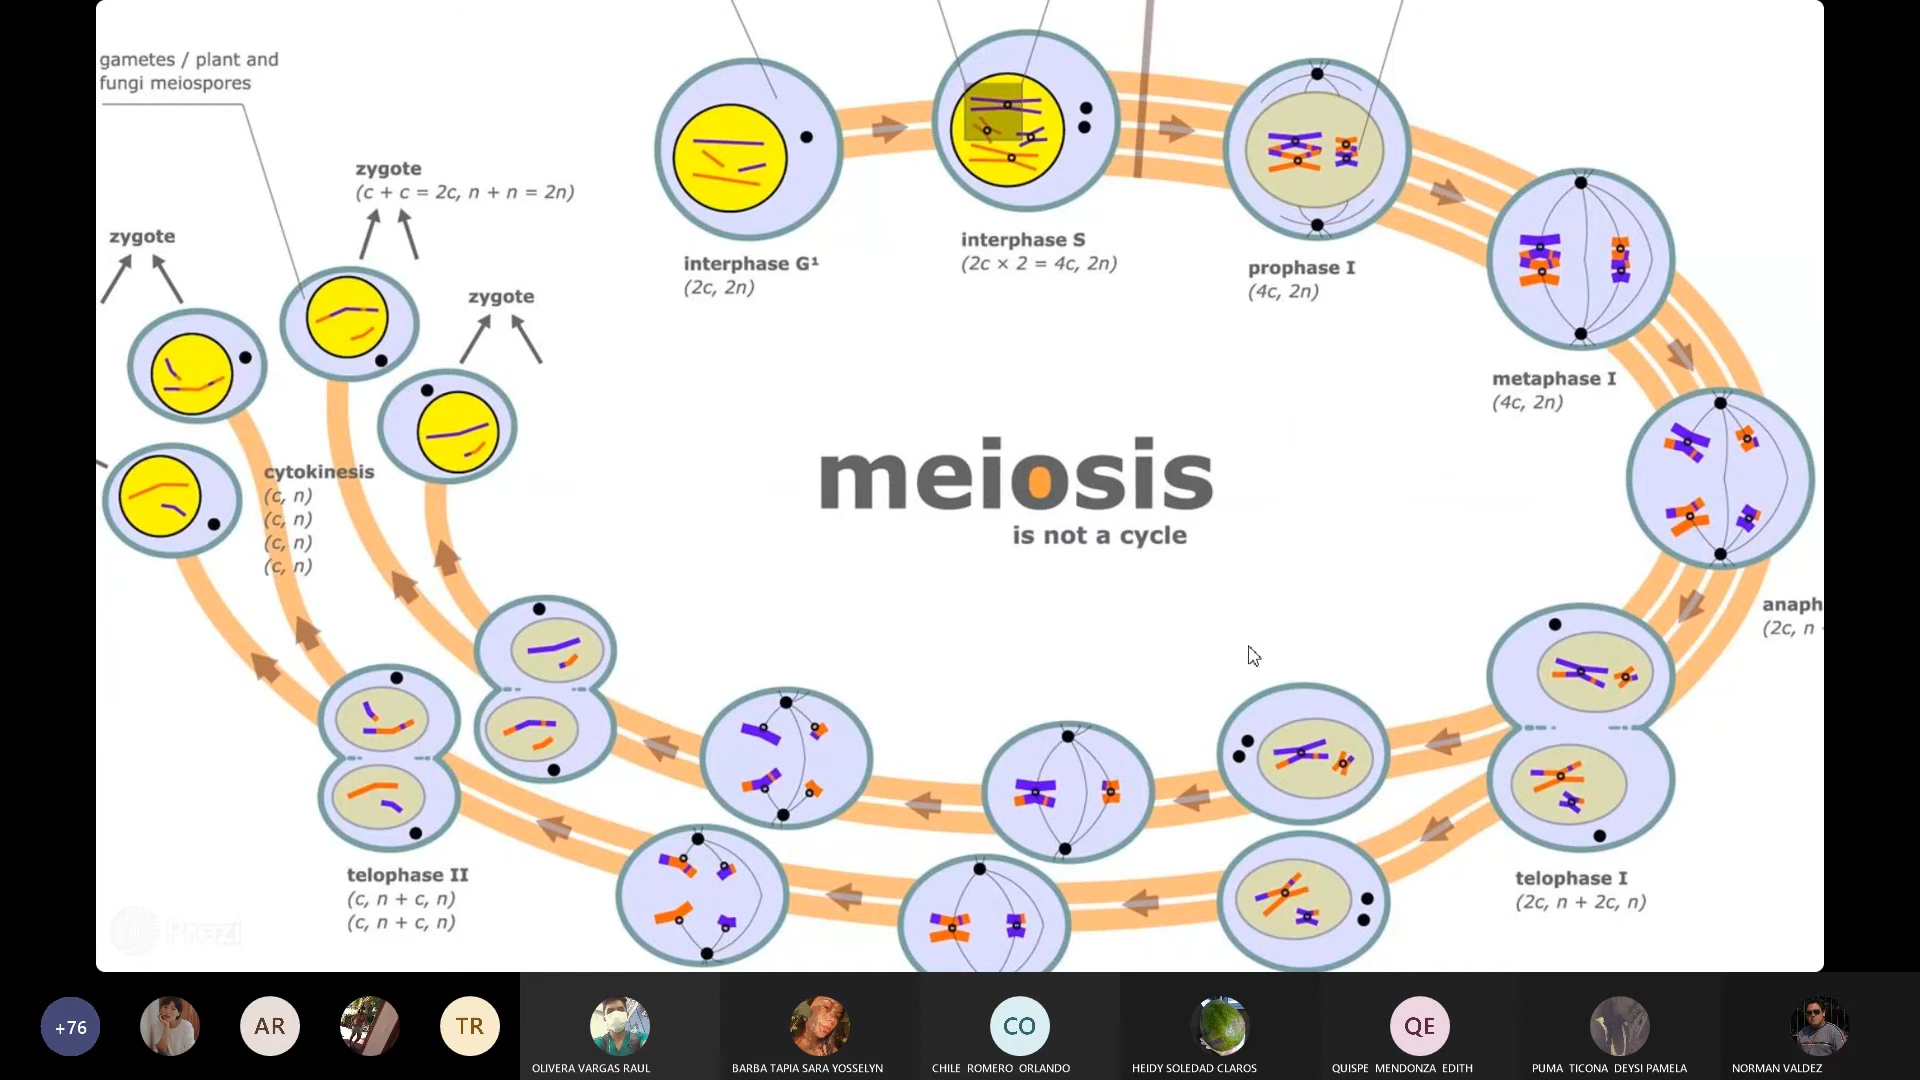 gametes / plant and
fungi meiospores
zygote
(c + c = 2c, n + n = 2n)
zygote
zygote
interphase G¹
(2c, 2n)
interphase S
(2c × 2 = 4c, 2n)
prophase I
(4c, 2n)
metaphase I
(4c, 2n)
anaph
(2c, n
meiosis
is not a cycle
cytokinesis
(c, n)
(c, n)
(c, n)
(c, n)
telophase I
(2c, n + 2c, n)
telophase II
(c, n + c, n)
(c, n + c, n)
Prezi
+76
AR
TR
CO
QE
OLIVERA VARGAS RAUL
BARBA TAPIA SARA YOSSELYN
CHILE ROMERO ORLANDO
HEIDY SOLEDAD CLAROS
QUISPE MENDONZA EDITH
PUMA TICONA DEYSI PAMELA
NORMAN VALDEZ